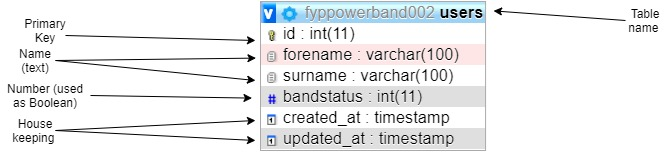 fyppowerband002 users
Table
name
Primary
Key
id : int(11)
Name
(text)
forename : varchar(100)
surname : varchar(100)
Number (used
as Boolean)
# bandstatus : int(11)
House
keeping
created_at : timestamp
updated_at : timestamp